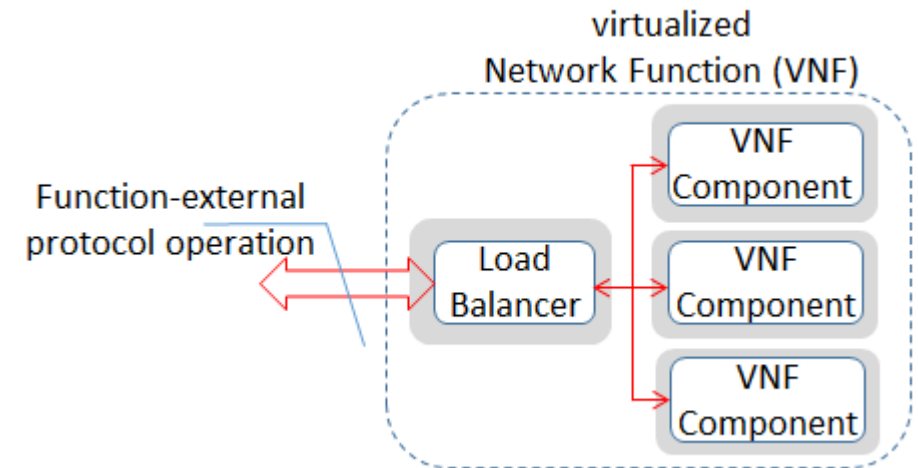 virtualized
Network Function (VNF)
Function-external
protocol operation
Load
Balancer
VNF
Component
VNF
Component
VNF
Component